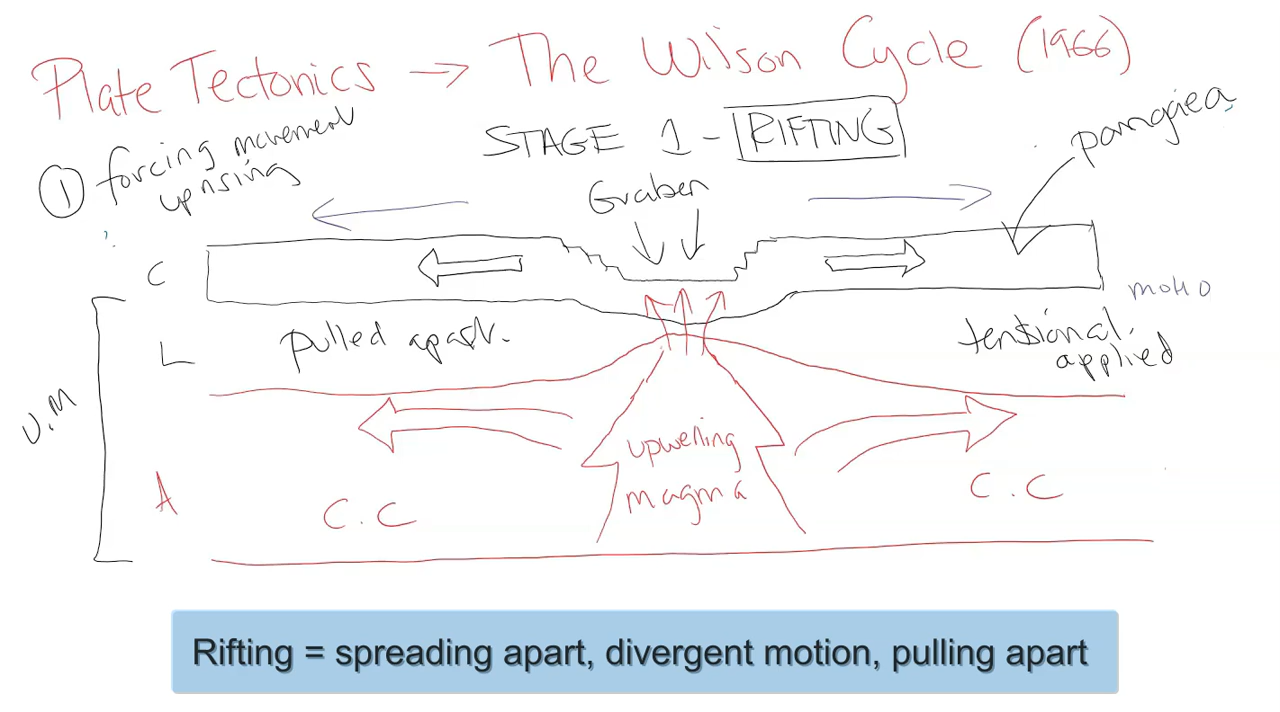 Plate Tectonics → The Wilson Cycle (1966)
STAGE 1 - RIFTING
① forcing movement
uprising
pangaea
Graben
C
MOHO
pulled apart.
tensional.
applied
L
U.M
upwelling
magma
A
C.C
C.C
Rifting = spreading apart, divergent motion, pulling apart